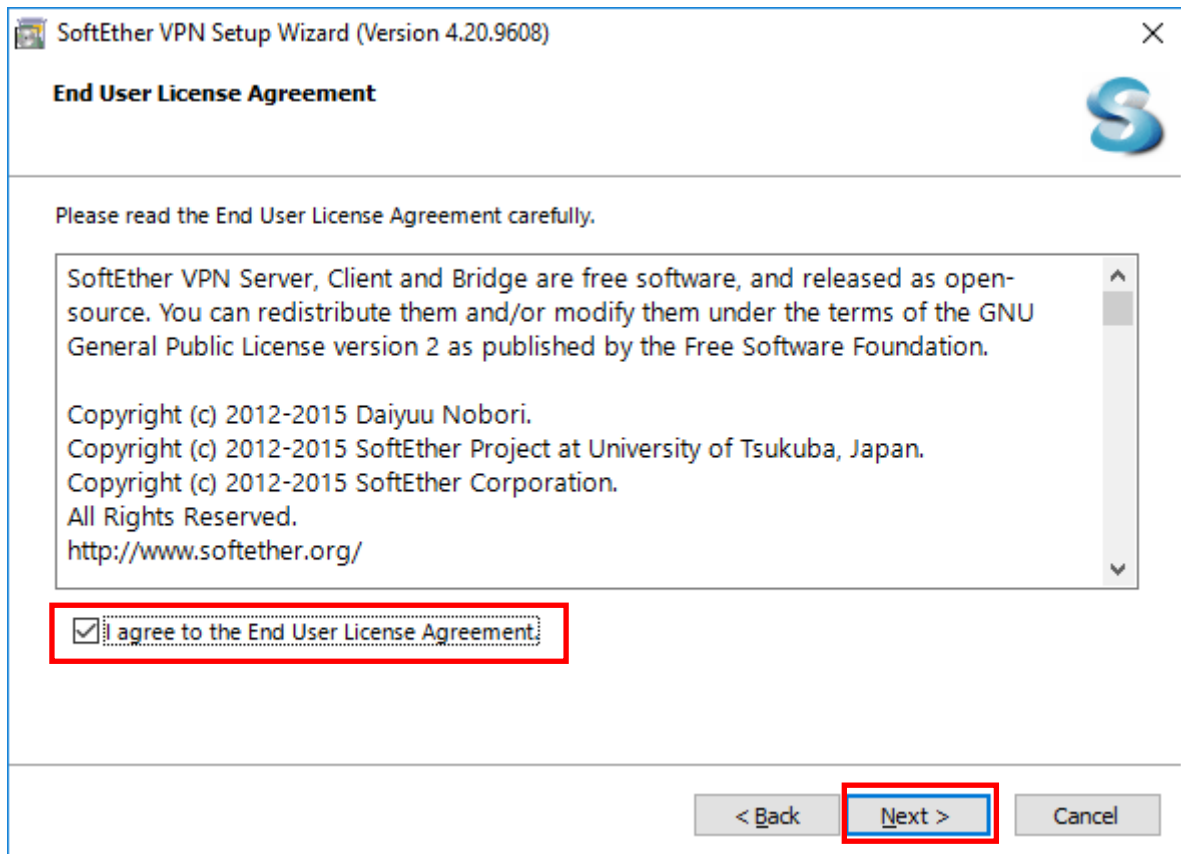 SoftEther VPN Setup Wizard (Version 4.20.9608)
End User License Agreement
Please read the End User License Agreement carefully.
SoftEther VPN Server, Client and Bridge are free software, and released as open-
source. You can redistribute them and/or modify them under the terms of the GNU
General Public License version 2 as published by the Free Software Foundation.
Copyright (c) 2012-2015 Daiyuu Nobori.
Copyright (c) 2012-2015 SoftEther Project at University of Tsukuba, Japan.
Copyright (c) 2012-2015 SoftEther Corporation.
All Rights Reserved.
http://www.softether.org/
I agree to the End User License Agreement.
< Back Next > Cancel